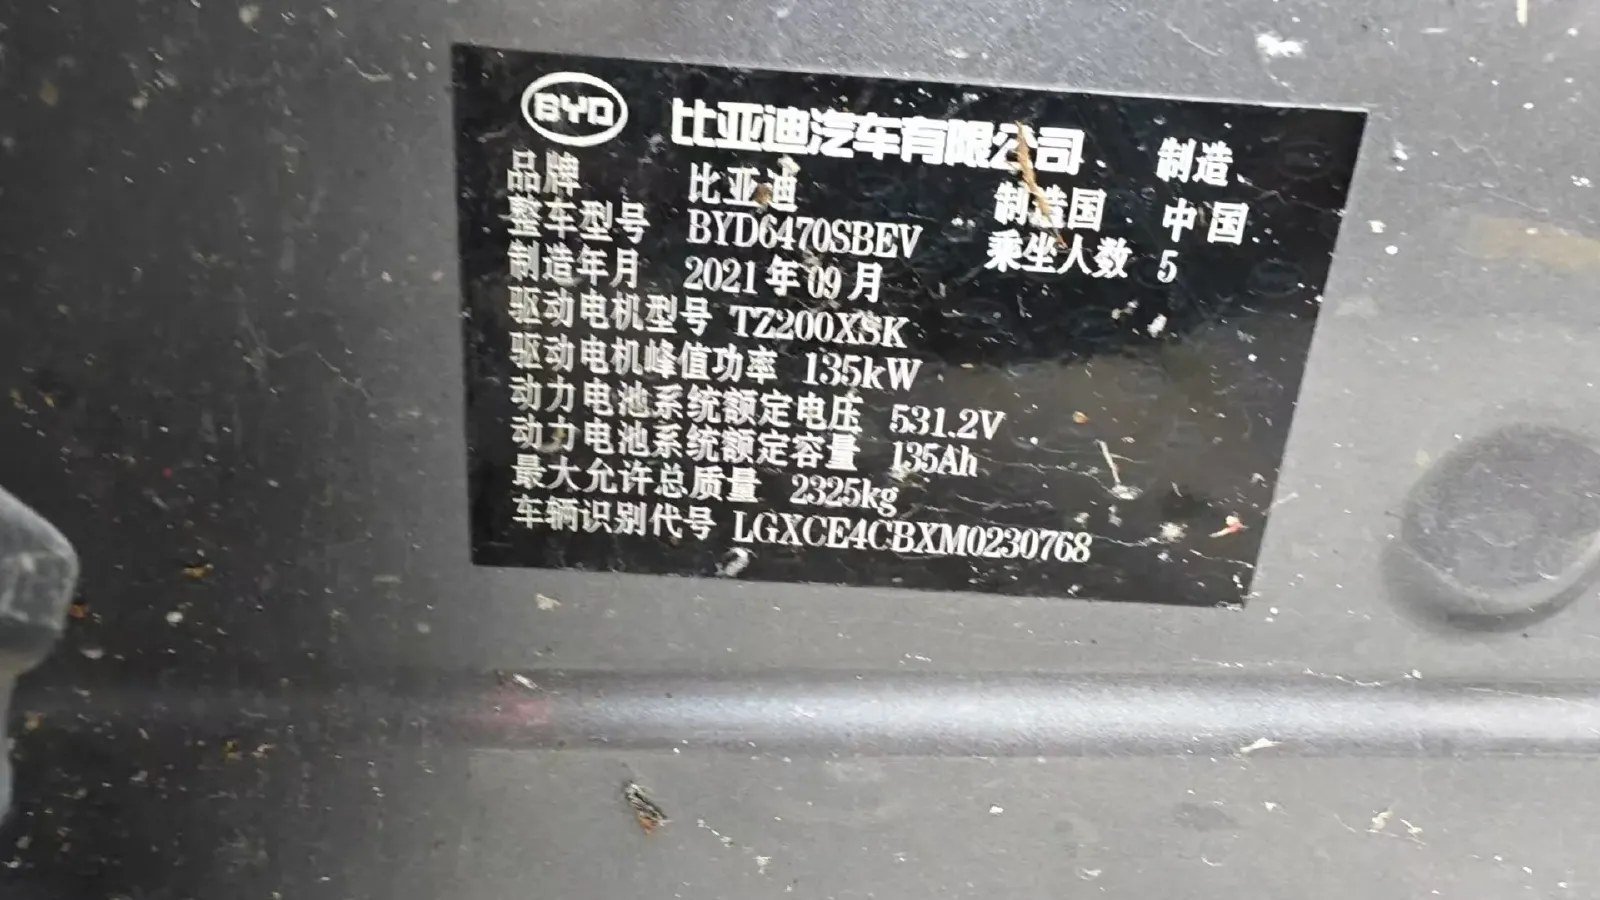 BYD 比亚迪汽车有限公司 制造
品牌 比亚迪 制造国 中国
整车型号 BYD6470SBEV 乘坐人数 5
制造年月 2021年09月
驱动电机型号 TZ200XSK
驱动电机峰值功率 135kW
动力电池系统额定电压 531.2V
动力电池系统额定容量 135Ah
最大允许总质量 2325kg
车辆识别代号 LGXCE4CBXM0230768